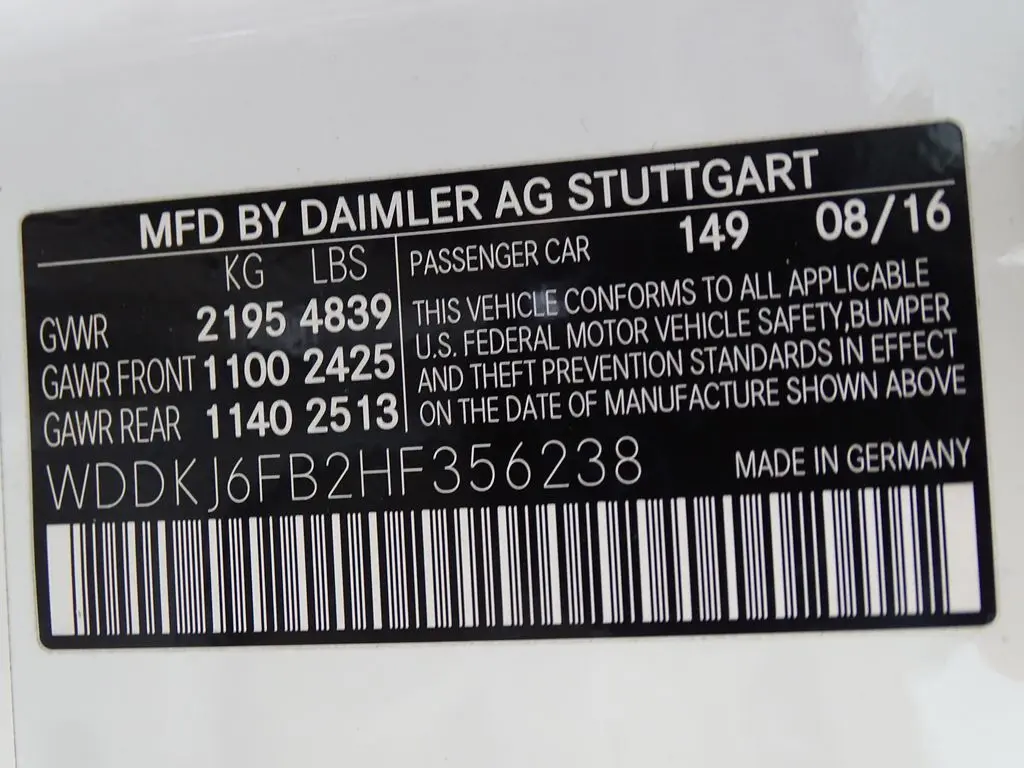 MFD BY DAIMLER AG STUTTGART
KG LBS
GVWR 2195 4839
GAWR FRONT 1100 2425
GAWR REAR 1140 2513
PASSENGER CAR 149 08/16
THIS VEHICLE CONFORMS TO ALL APPLICABLE
U.S. FEDERAL MOTOR VEHICLE SAFETY,BUMPER
AND THEFT PREVENTION STANDARDS IN EFFECT
ON THE DATE OF MANUFACTURE SHOWN ABOVE
WDDKJ6FB2HF356238
MADE IN GERMANY